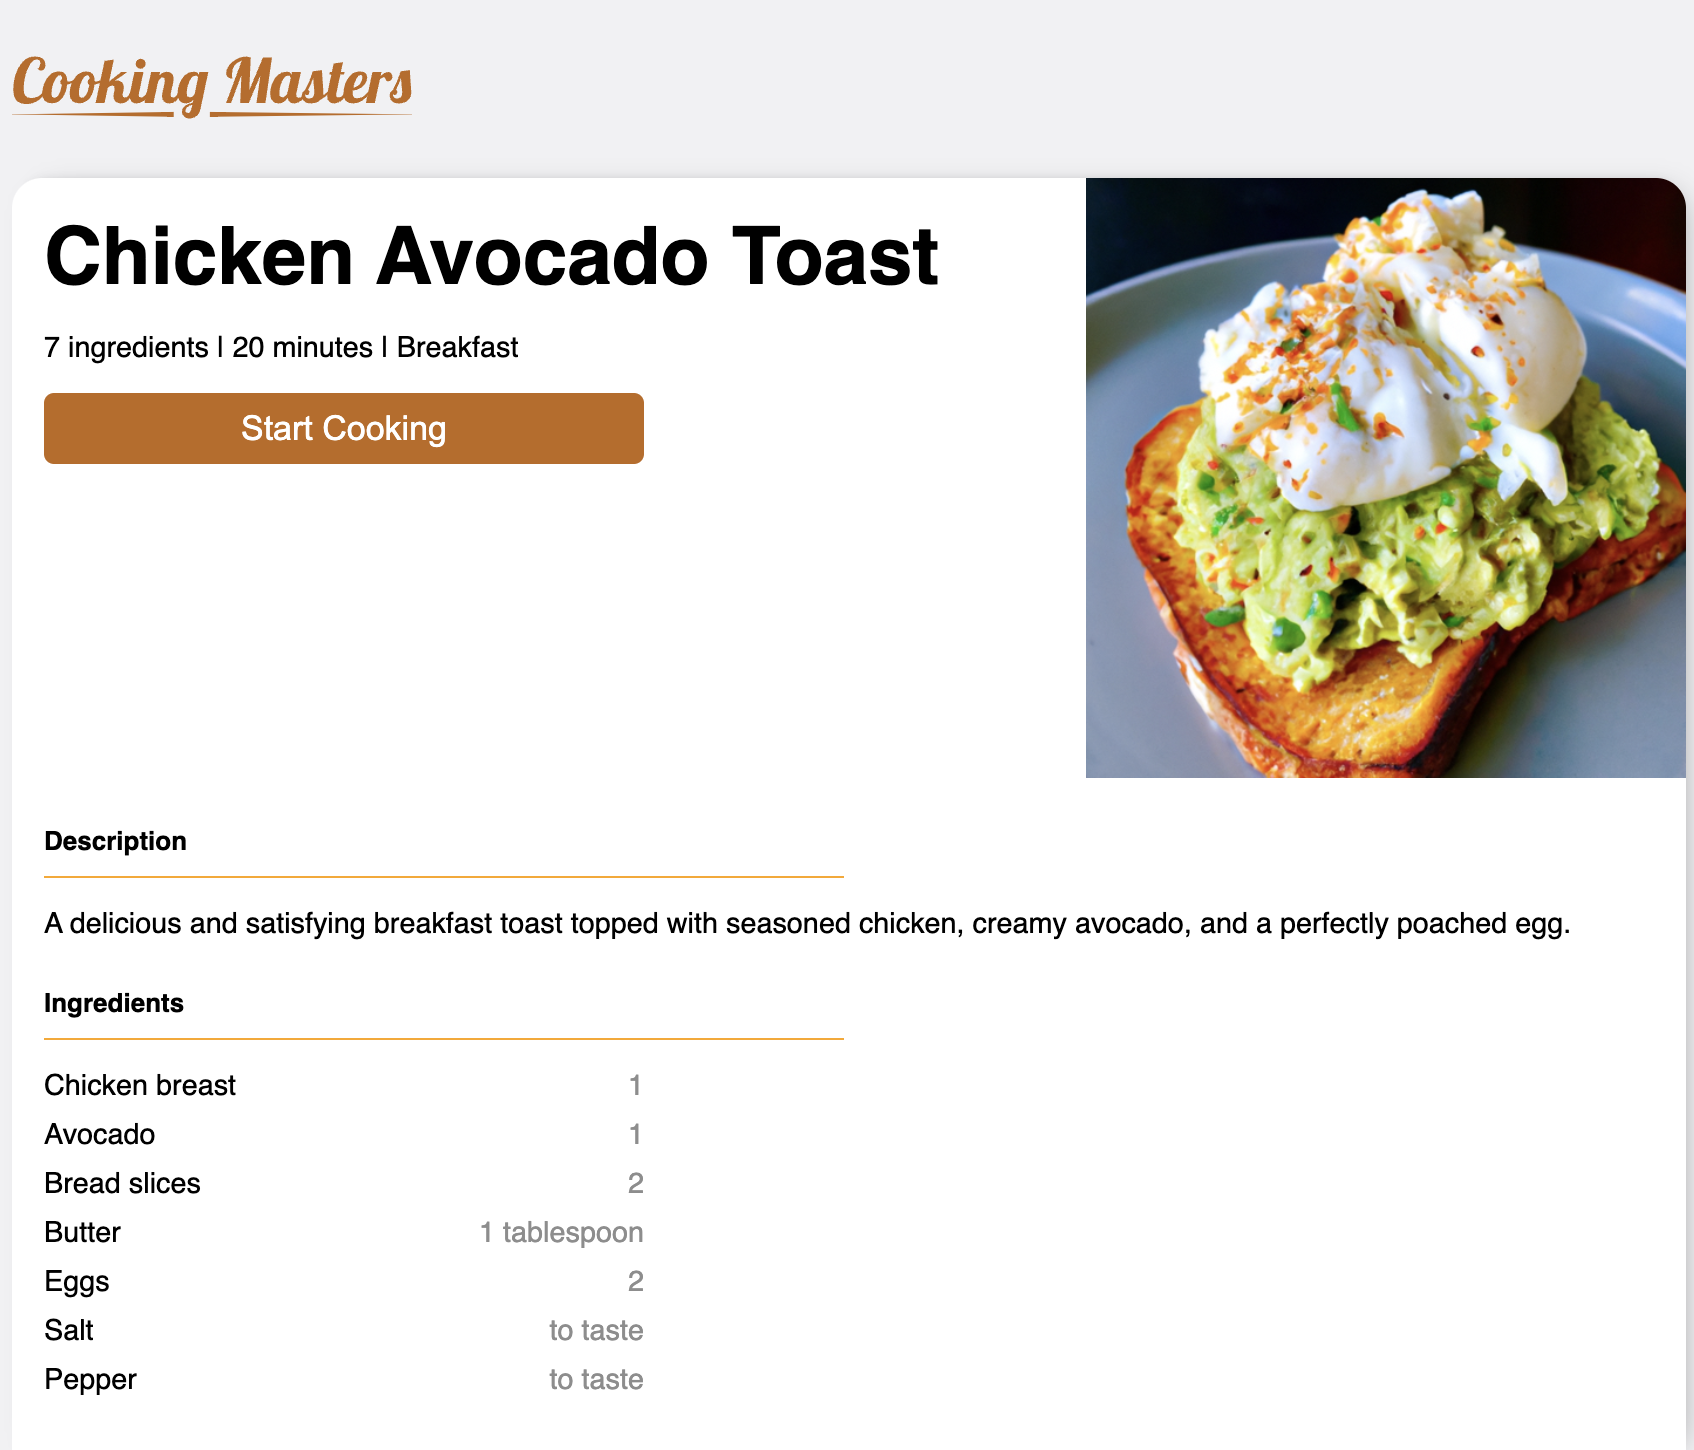 Cooking Masters
Chicken Avocado Toast
7 ingredients | 20 minutes | Breakfast
Start Cooking
Description
A delicious and satisfying breakfast toast topped with seasoned chicken, creamy avocado, and a perfectly poached egg.
Ingredients
Chicken breast 1
Avocado 1
Bread slices 2
Butter 1 tablespoon
Eggs 2
Salt to taste
Pepper to taste